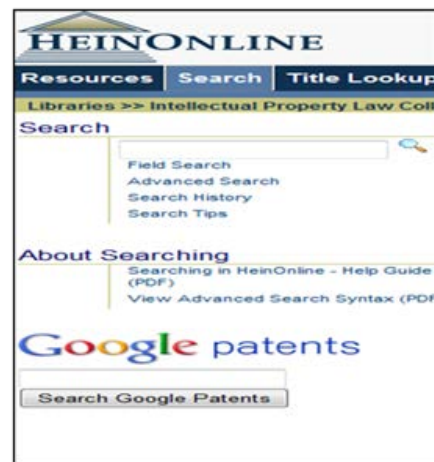 HEINONLINE
Resources Search Title Lookup
Libraries >> Intellectual Property Law Coll
Search
Field Search
Advanced Search
Search History
Search Tips
About Searching
Searching in HeinOnline - Help Guide
(PDF)
View Advanced Search Syntax (PDF
Google patents
Search Google Patents